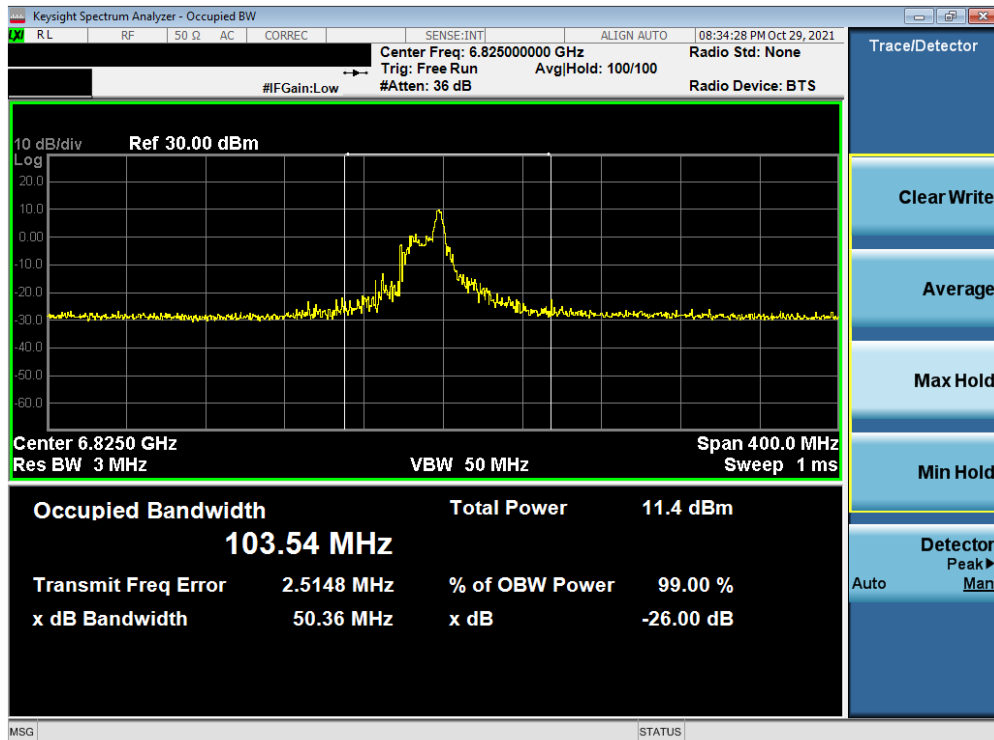 Keysight Spectrum Analyzer - Occupied BW
LXI RL RF 50 Ω AC CORREC SENSE:INT ALIGN AUTO 08:34:28 PM Oct 29, 2021
Center Freq: 6.825000000 GHz Radio Std: None
Trig: Free Run Avg|Hold: 100/100
#IFGain:Low #Atten: 36 dB Radio Device: BTS
Trace/Detector
10 dB/div Ref 30.00 dBm
Log
20.0
10.0
0.00
-10.0
-20.0
-30.0
-40.0
-50.0
-60.0
Center 6.8250 GHz Span 400.0 MHz
Res BW 3 MHz VBW 50 MHz Sweep 1 ms
Occupied Bandwidth Total Power 11.4 dBm
103.54 MHz
Transmit Freq Error 2.5148 MHz % of OBW Power 99.00 %
x dB Bandwidth 50.36 MHz x dB -26.00 dB
Clear Write
Average
Max Hold
Min Hold
Detector
Peak▶
Auto Man
MSG STATUS